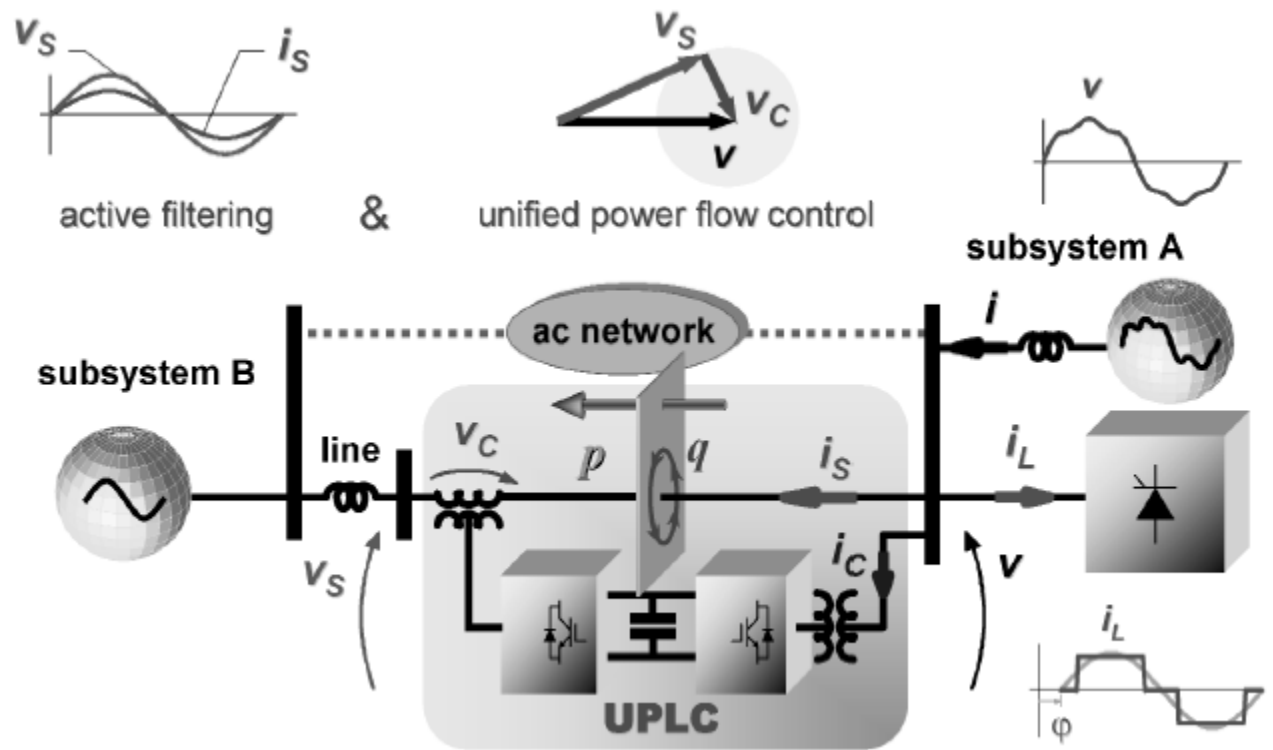 v_S
i_S
v_S
v_C
v
v
active filtering & unified power flow control
subsystem A
ac network
i
subsystem B
line
v_C
p
q
i_S
i_L
v_S
i_C
v
UPLC
i_L
φ